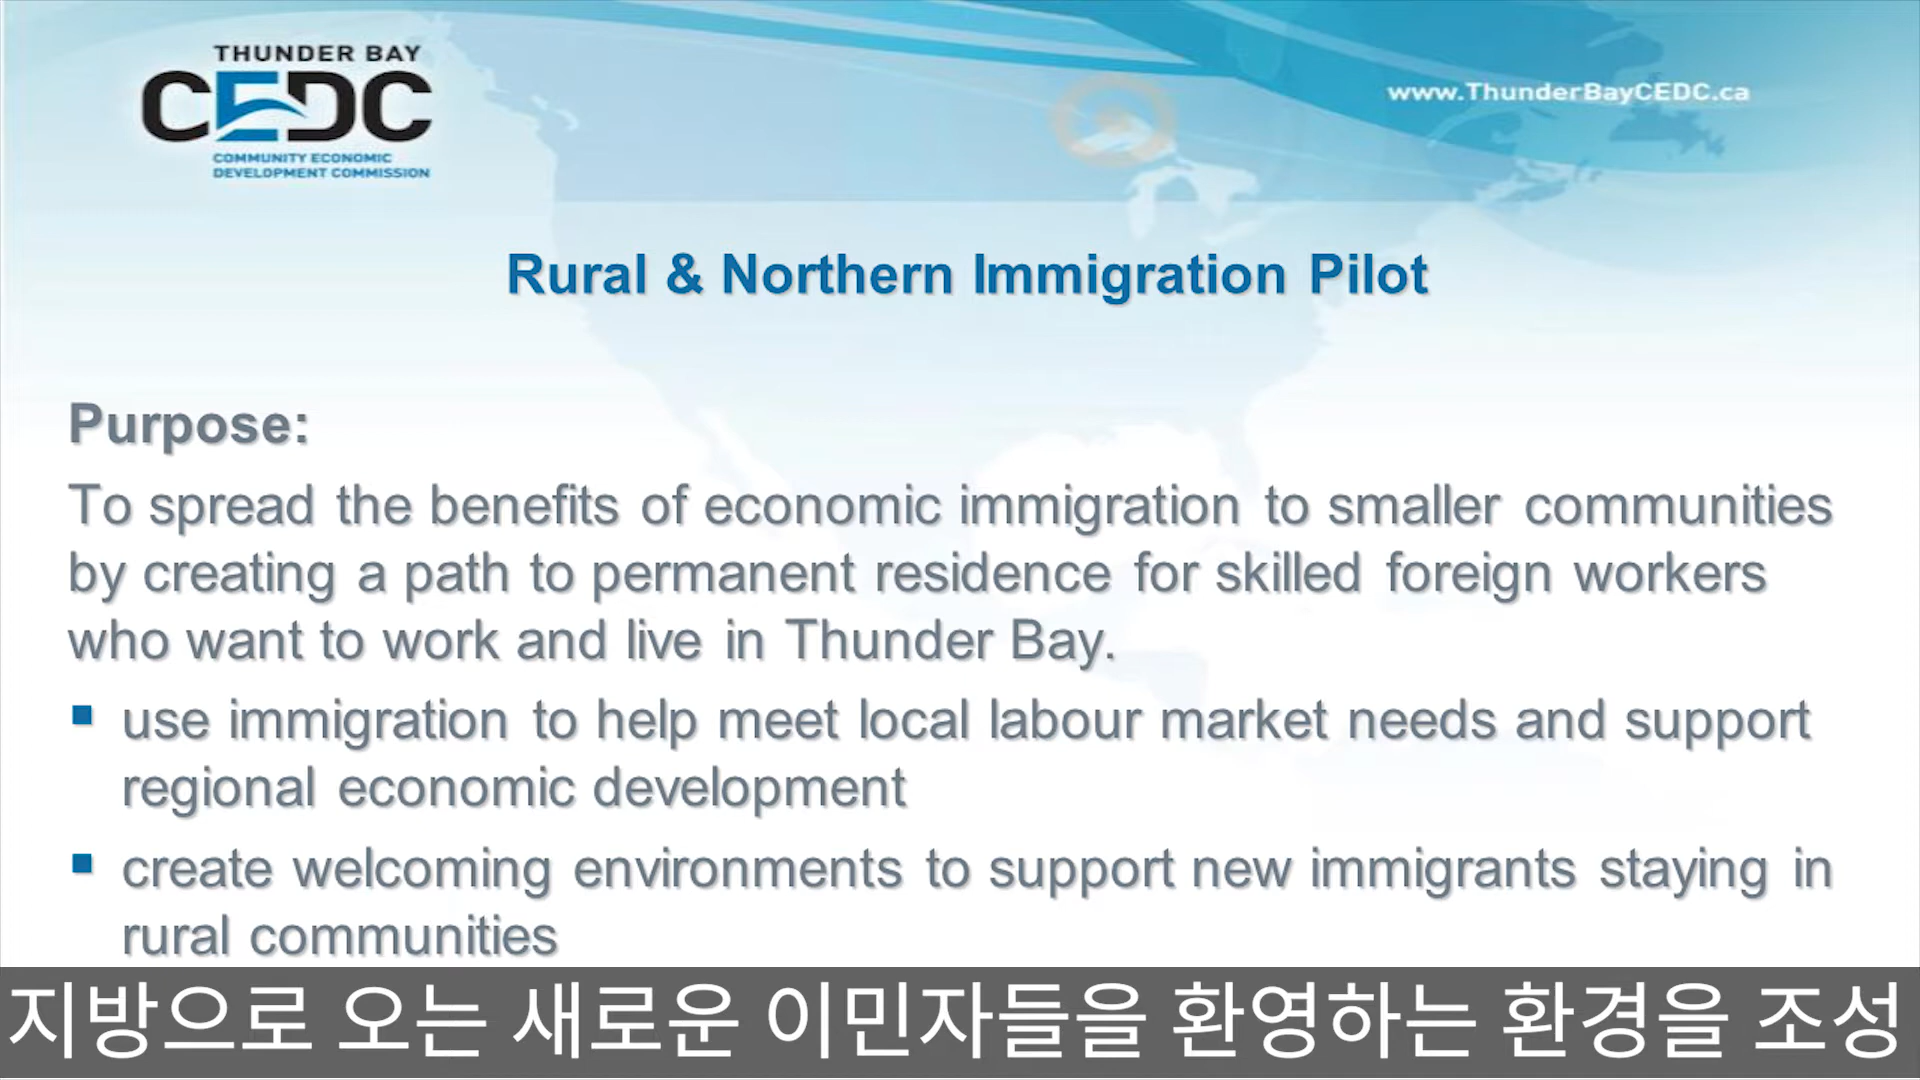 THUNDER BAY
CEDC
COMMUNITY ECONOMIC
DEVELOPMENT COMMISSION
www.ThunderBayCEDC.ca
Rural & Northern Immigration Pilot
Purpose:
To spread the benefits of economic immigration to smaller communities
by creating a path to permanent residence for skilled foreign workers
who want to work and live in Thunder Bay.
▪ use immigration to help meet local labour market needs and support
regional economic development
▪ create welcoming environments to support new immigrants staying in
rural communities
지방으로 오는 새로운 이민자들을 환영하는 환경을 조성